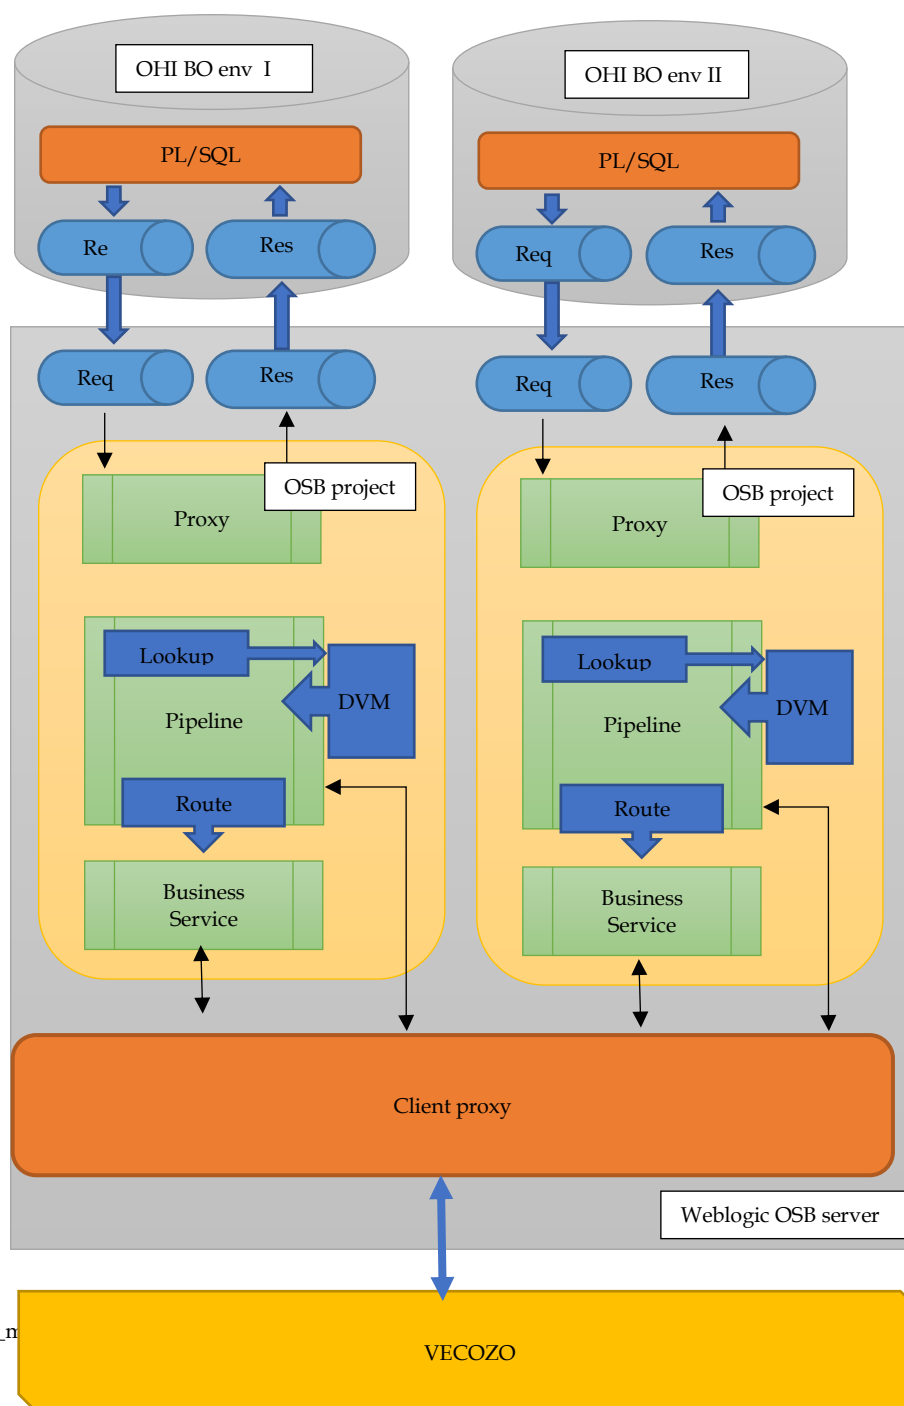 OHI BO env I
OHI BO env II
PL/SQL
PL/SQL
Re
Res
Req
Res
Req
Res
Req
Res
OSB project
OSB project
Proxy
Proxy
Lookup
DVM
Pipeline
Route
Lookup
DVM
Pipeline
Route
Business
Service
Business
Service
Client proxy
Weblogic OSB server
VECOZO